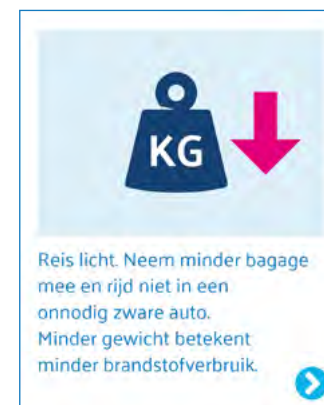 KG
Reis licht. Neem minder bagage
mee en rijd niet in een
onnodig zware auto.
Minder gewicht betekent
minder brandstofverbruik.